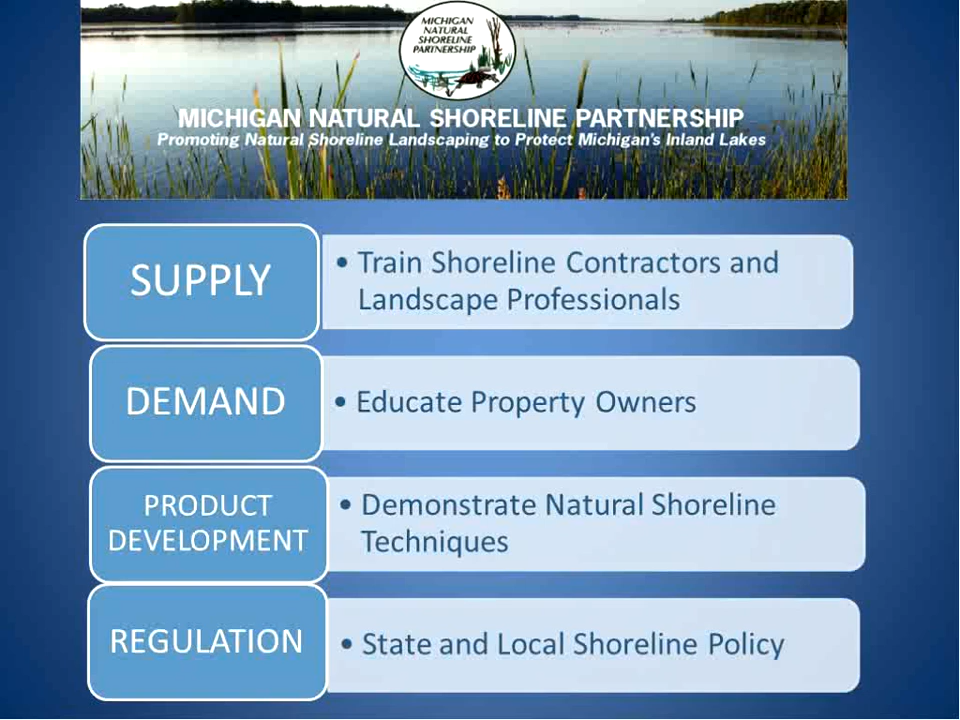 MICHIGAN
NATURAL
SHORELINE
PARTNERSHIP
MICHIGAN NATURAL SHORELINE PARTNERSHIP
Promoting Natural Shoreline Landscaping to Protect Michigan's Inland Lakes
SUPPLY
• Train Shoreline Contractors and
Landscape Professionals
DEMAND
• Educate Property Owners
PRODUCT
DEVELOPMENT
• Demonstrate Natural Shoreline
Techniques
REGULATION
• State and Local Shoreline Policy